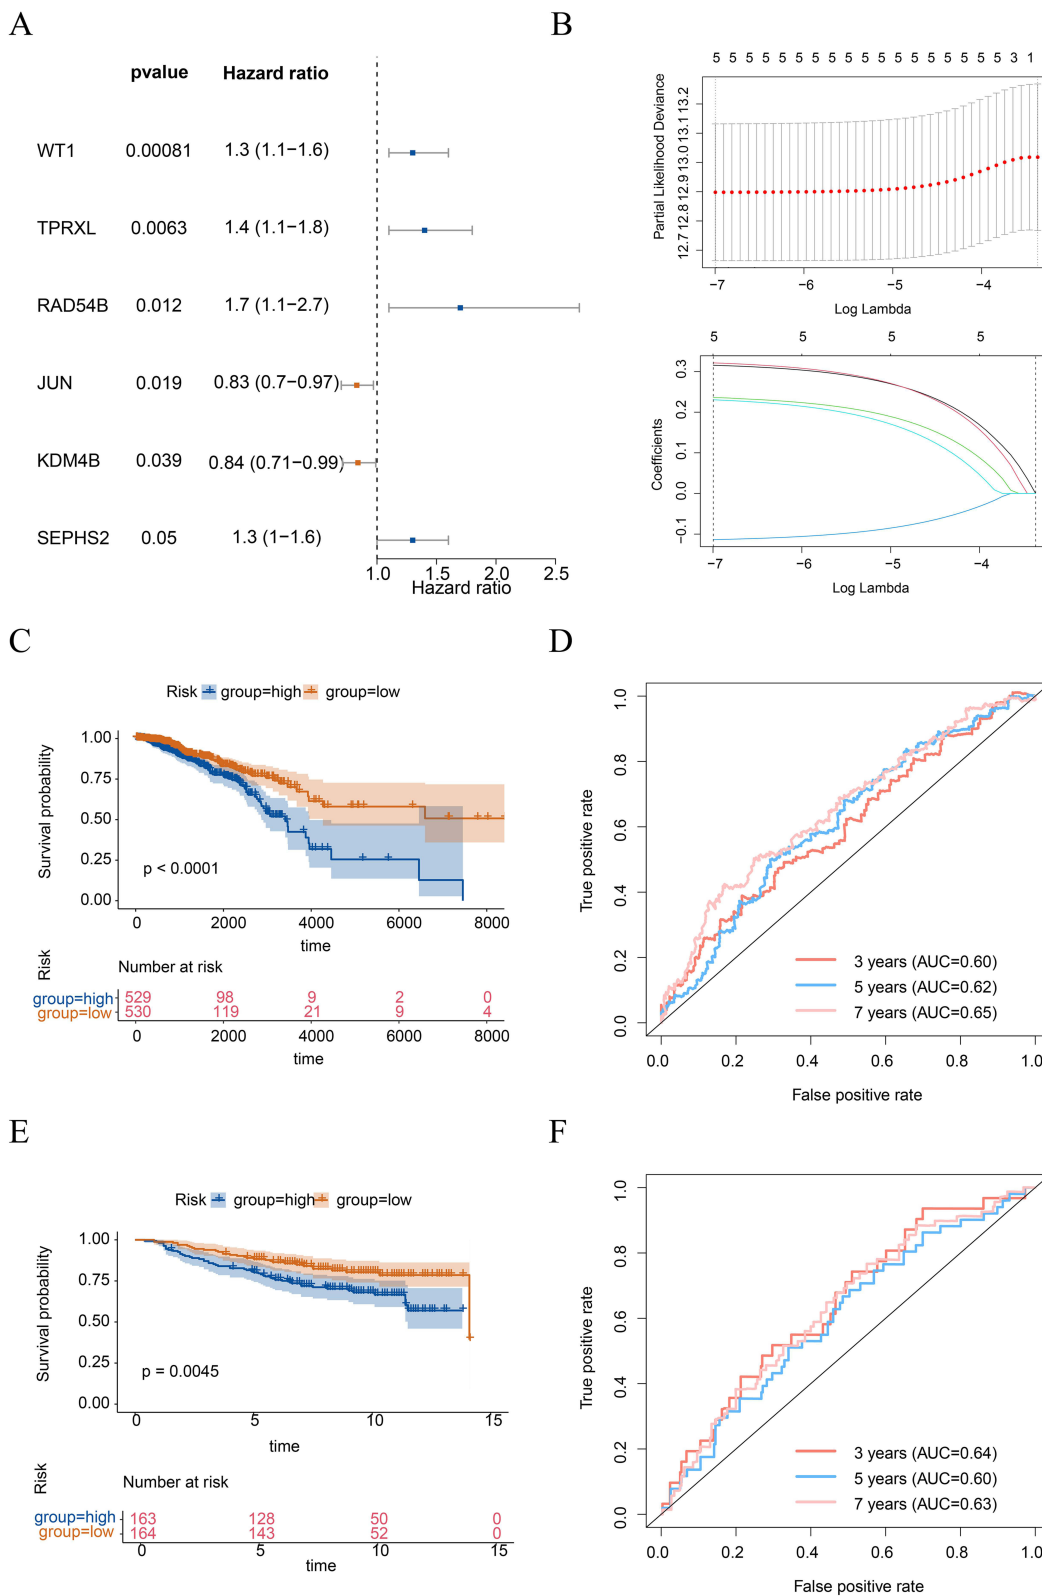 A
pvalue Hazard ratio
WT1 0.00081 1.3 (1.1−1.6)
TPRXL 0.0063 1.4 (1.1−1.8)
RAD54B 0.012 1.7 (1.1−2.7)
JUN 0.019 0.83 (0.7−0.97)
KDM4B 0.039 0.84 (0.71−0.99)
SEPHS2 0.05 1.3 (1−1.6)
1.0 1.5 2.0 2.5
Hazard ratio
B
5 5 5 5 5 5 5 5 5 5 5 5 5 5 5 5 5 5 3 1
Partial Likelihood Deviance
12.7 12.8 12.9 13.0 13.1 13.2
−7 −6 −5 −4
Log Lambda
5 5 5 5
Coefficients
−0.1 0.0 0.1 0.2 0.3
−7 −6 −5 −4
Log Lambda
C
Risk group=high group=low
Survival probability
1.00
0.75
0.50
0.25
0.00
p < 0.0001
0 2000 4000 6000 8000
time
Number at risk
Risk
group=high 529 98 9 2 0
group=low 530 119 21 9 4
0 2000 4000 6000 8000
time
D
True positive rate
0.0 0.2 0.4 0.6 0.8 1.0
3 years (AUC=0.60)
5 years (AUC=0.62)
7 years (AUC=0.65)
0.0 0.2 0.4 0.6 0.8 1.0
False positive rate
E
Risk group=high group=low
Survival probability
1.00
0.75
0.50
0.25
0.00
p = 0.0045
0 5 10 15
time
Number at risk
Risk
group=high 163 128 50 0
group=low 164 143 52 0
0 5 10 15
time
F
True positive rate
0.0 0.2 0.4 0.6 0.8 1.0
3 years (AUC=0.64)
5 years (AUC=0.60)
7 years (AUC=0.63)
0.0 0.2 0.4 0.6 0.8 1.0
False positive rate